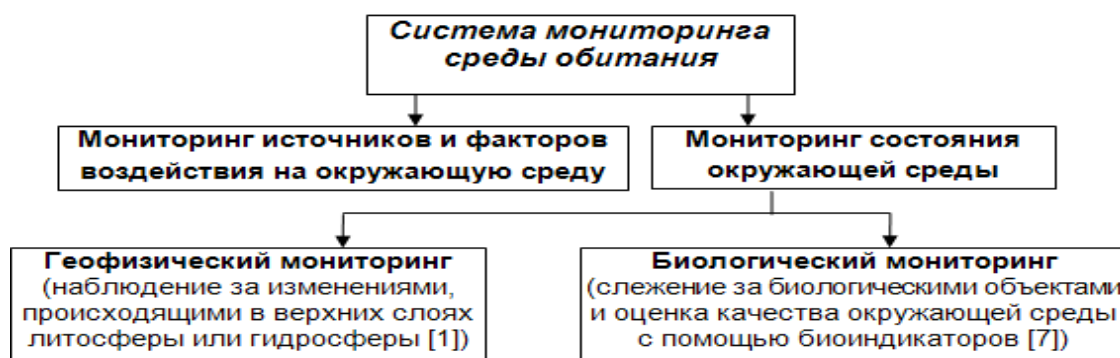 Система мониторинга
среды обитания
Мониторинг источников и факторов
воздействия на окружающую среду
Мониторинг состояния
окружающей среды
Геофизический мониторинг
(наблюдение за изменениями,
происходящими в верхних слоях
литосферы или гидросферы [1])
Биологический мониторинг
(слежение за биологическими объектами
и оценка качества окружающей среды
с помощью биоиндикаторов [7])